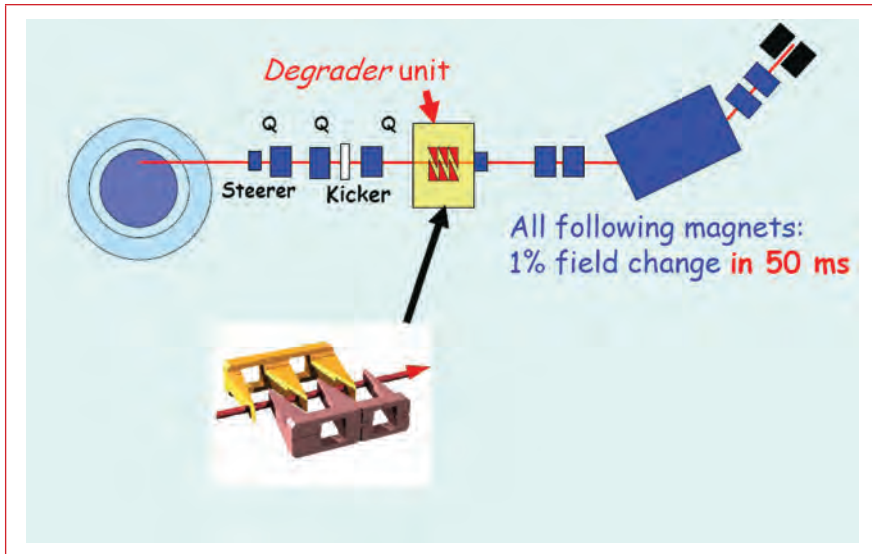 Degrader unit
Q Q Q
Steerer Kicker
All following magnets:
1% field change in 50 ms